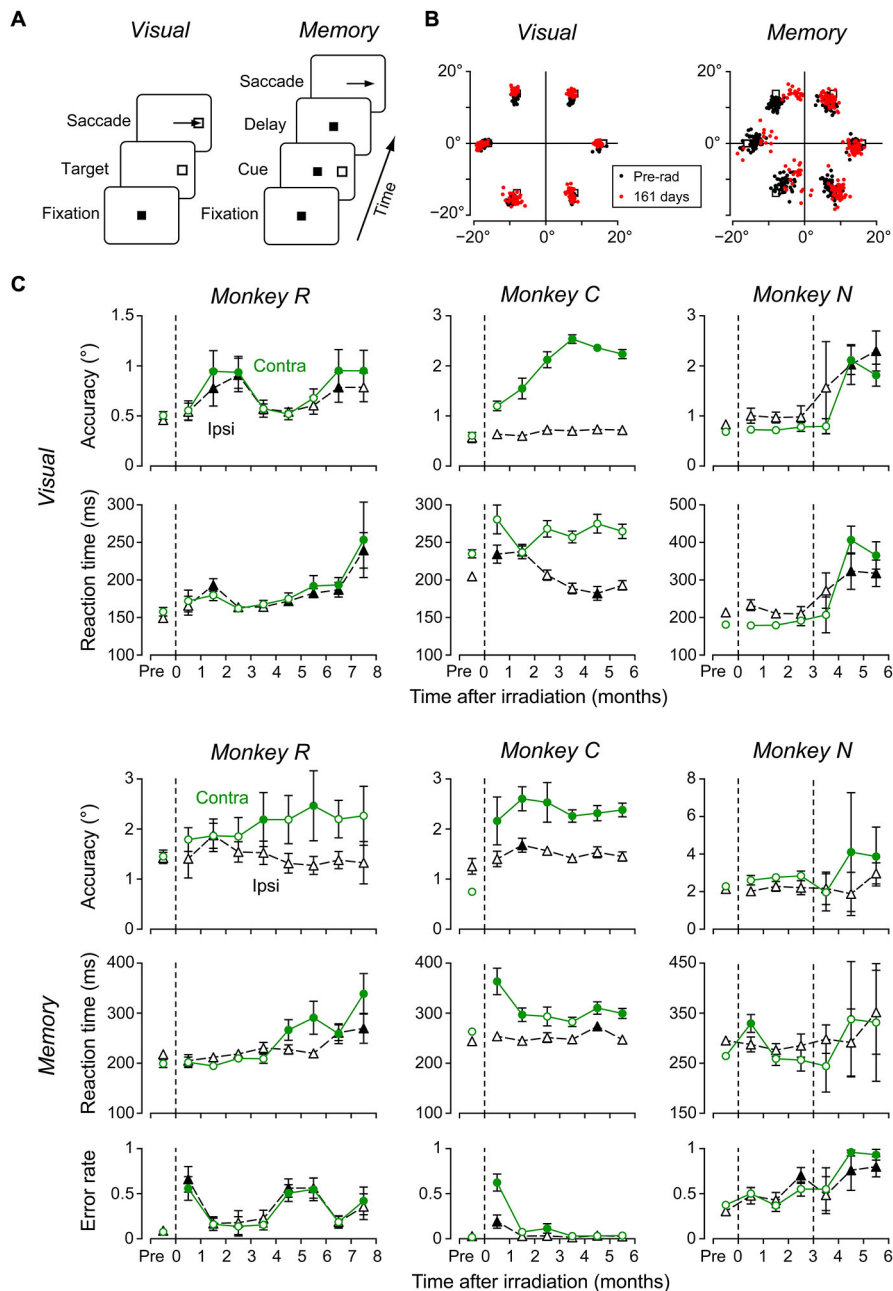 A
Visual
Memory
Saccade
Target
Fixation
Saccade
Delay
Cue
Fixation
Time
B
Visual
Memory
20°
0°
−20°
−20° 0° 20°
Pre-rad
161 days
20°
0°
−20°
−20° 0° 20°
C
Visual
Monkey R
Monkey C
Monkey N
Accuracy (°)
1.5
1
0.5
0
Contra
Ipsi
3
2
1
0
4
3
2
1
0
Reaction time (ms)
300
250
200
150
100
Pre 0 1 2 3 4 5 6 7 8
300
250
200
150
100
Pre 0 1 2 3 4 5 6
500
400
300
200
100
Pre 0 1 2 3 4 5 6
Time after irradiation (months)
Memory
Monkey R
Monkey C
Monkey N
Accuracy (°)
3
2
1
0
Contra
Ipsi
3
2
1
0
8
6
4
2
0
Reaction time (ms)
400
300
200
100
400
300
200
100
450
350
250
150
Error rate
1
0.5
0
Pre 0 1 2 3 4 5 6 7 8
1
0.5
0
Pre 0 1 2 3 4 5 6
1
0.5
0
Pre 0 1 2 3 4 5 6
Time after irradiation (months)